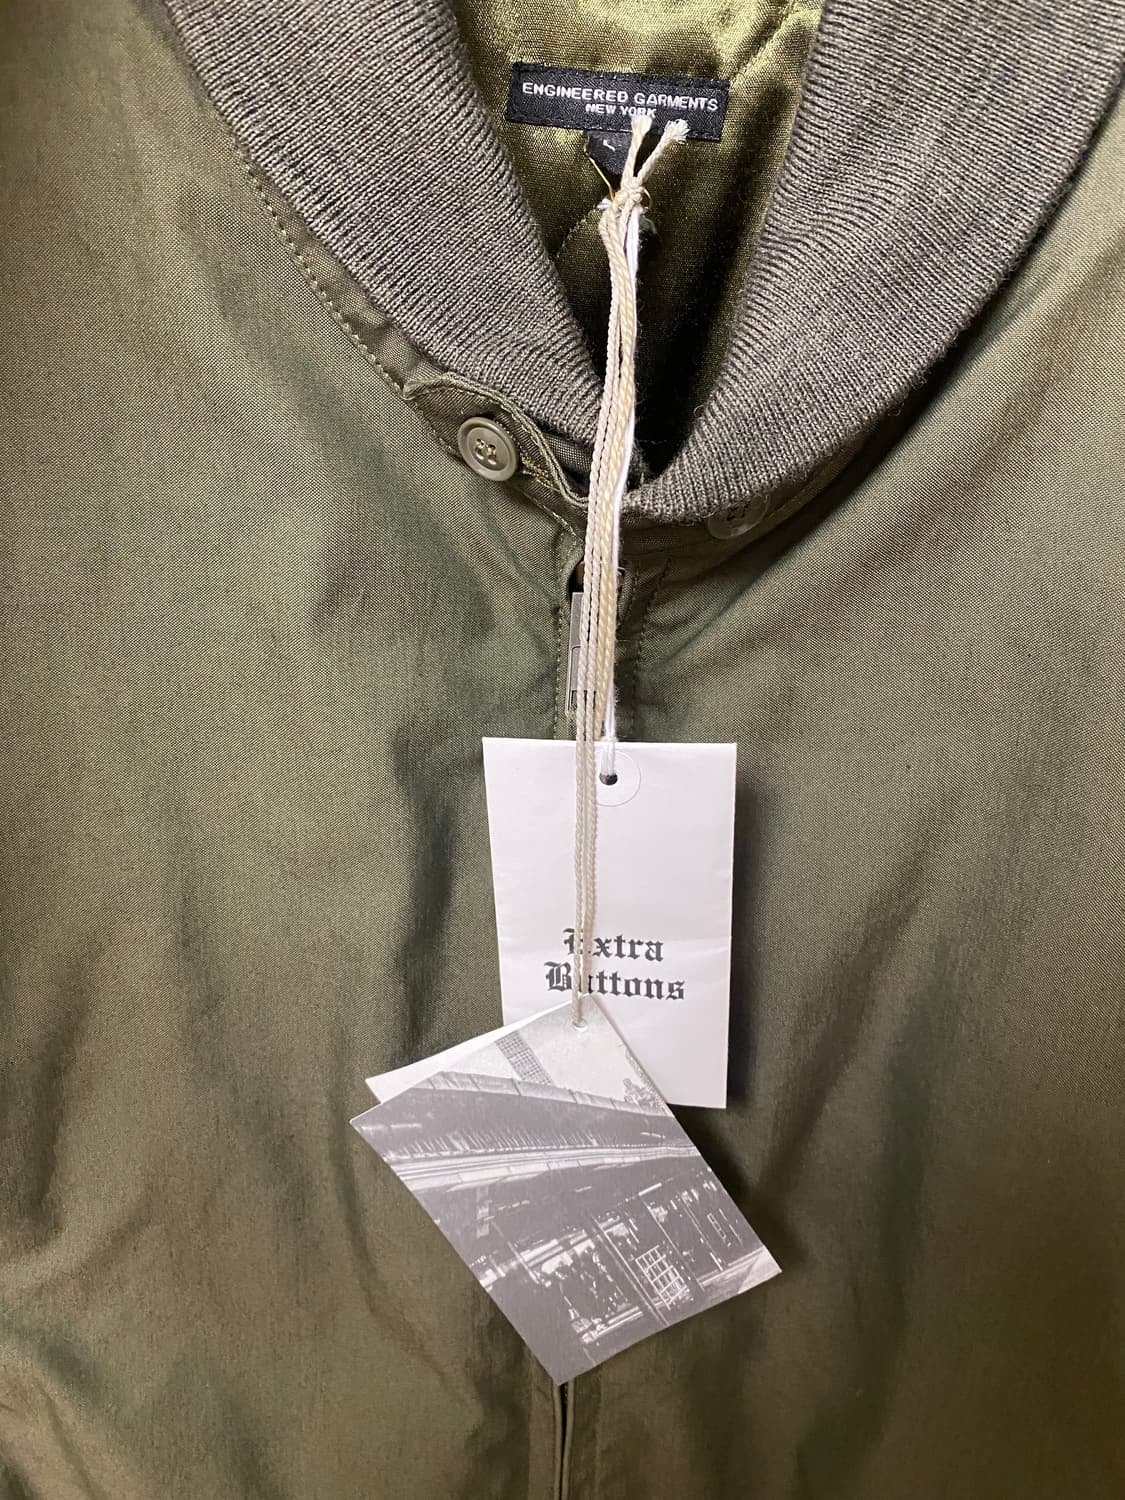 ENGINEERED GARMENTS
NEW YORK
Extra
Buttons